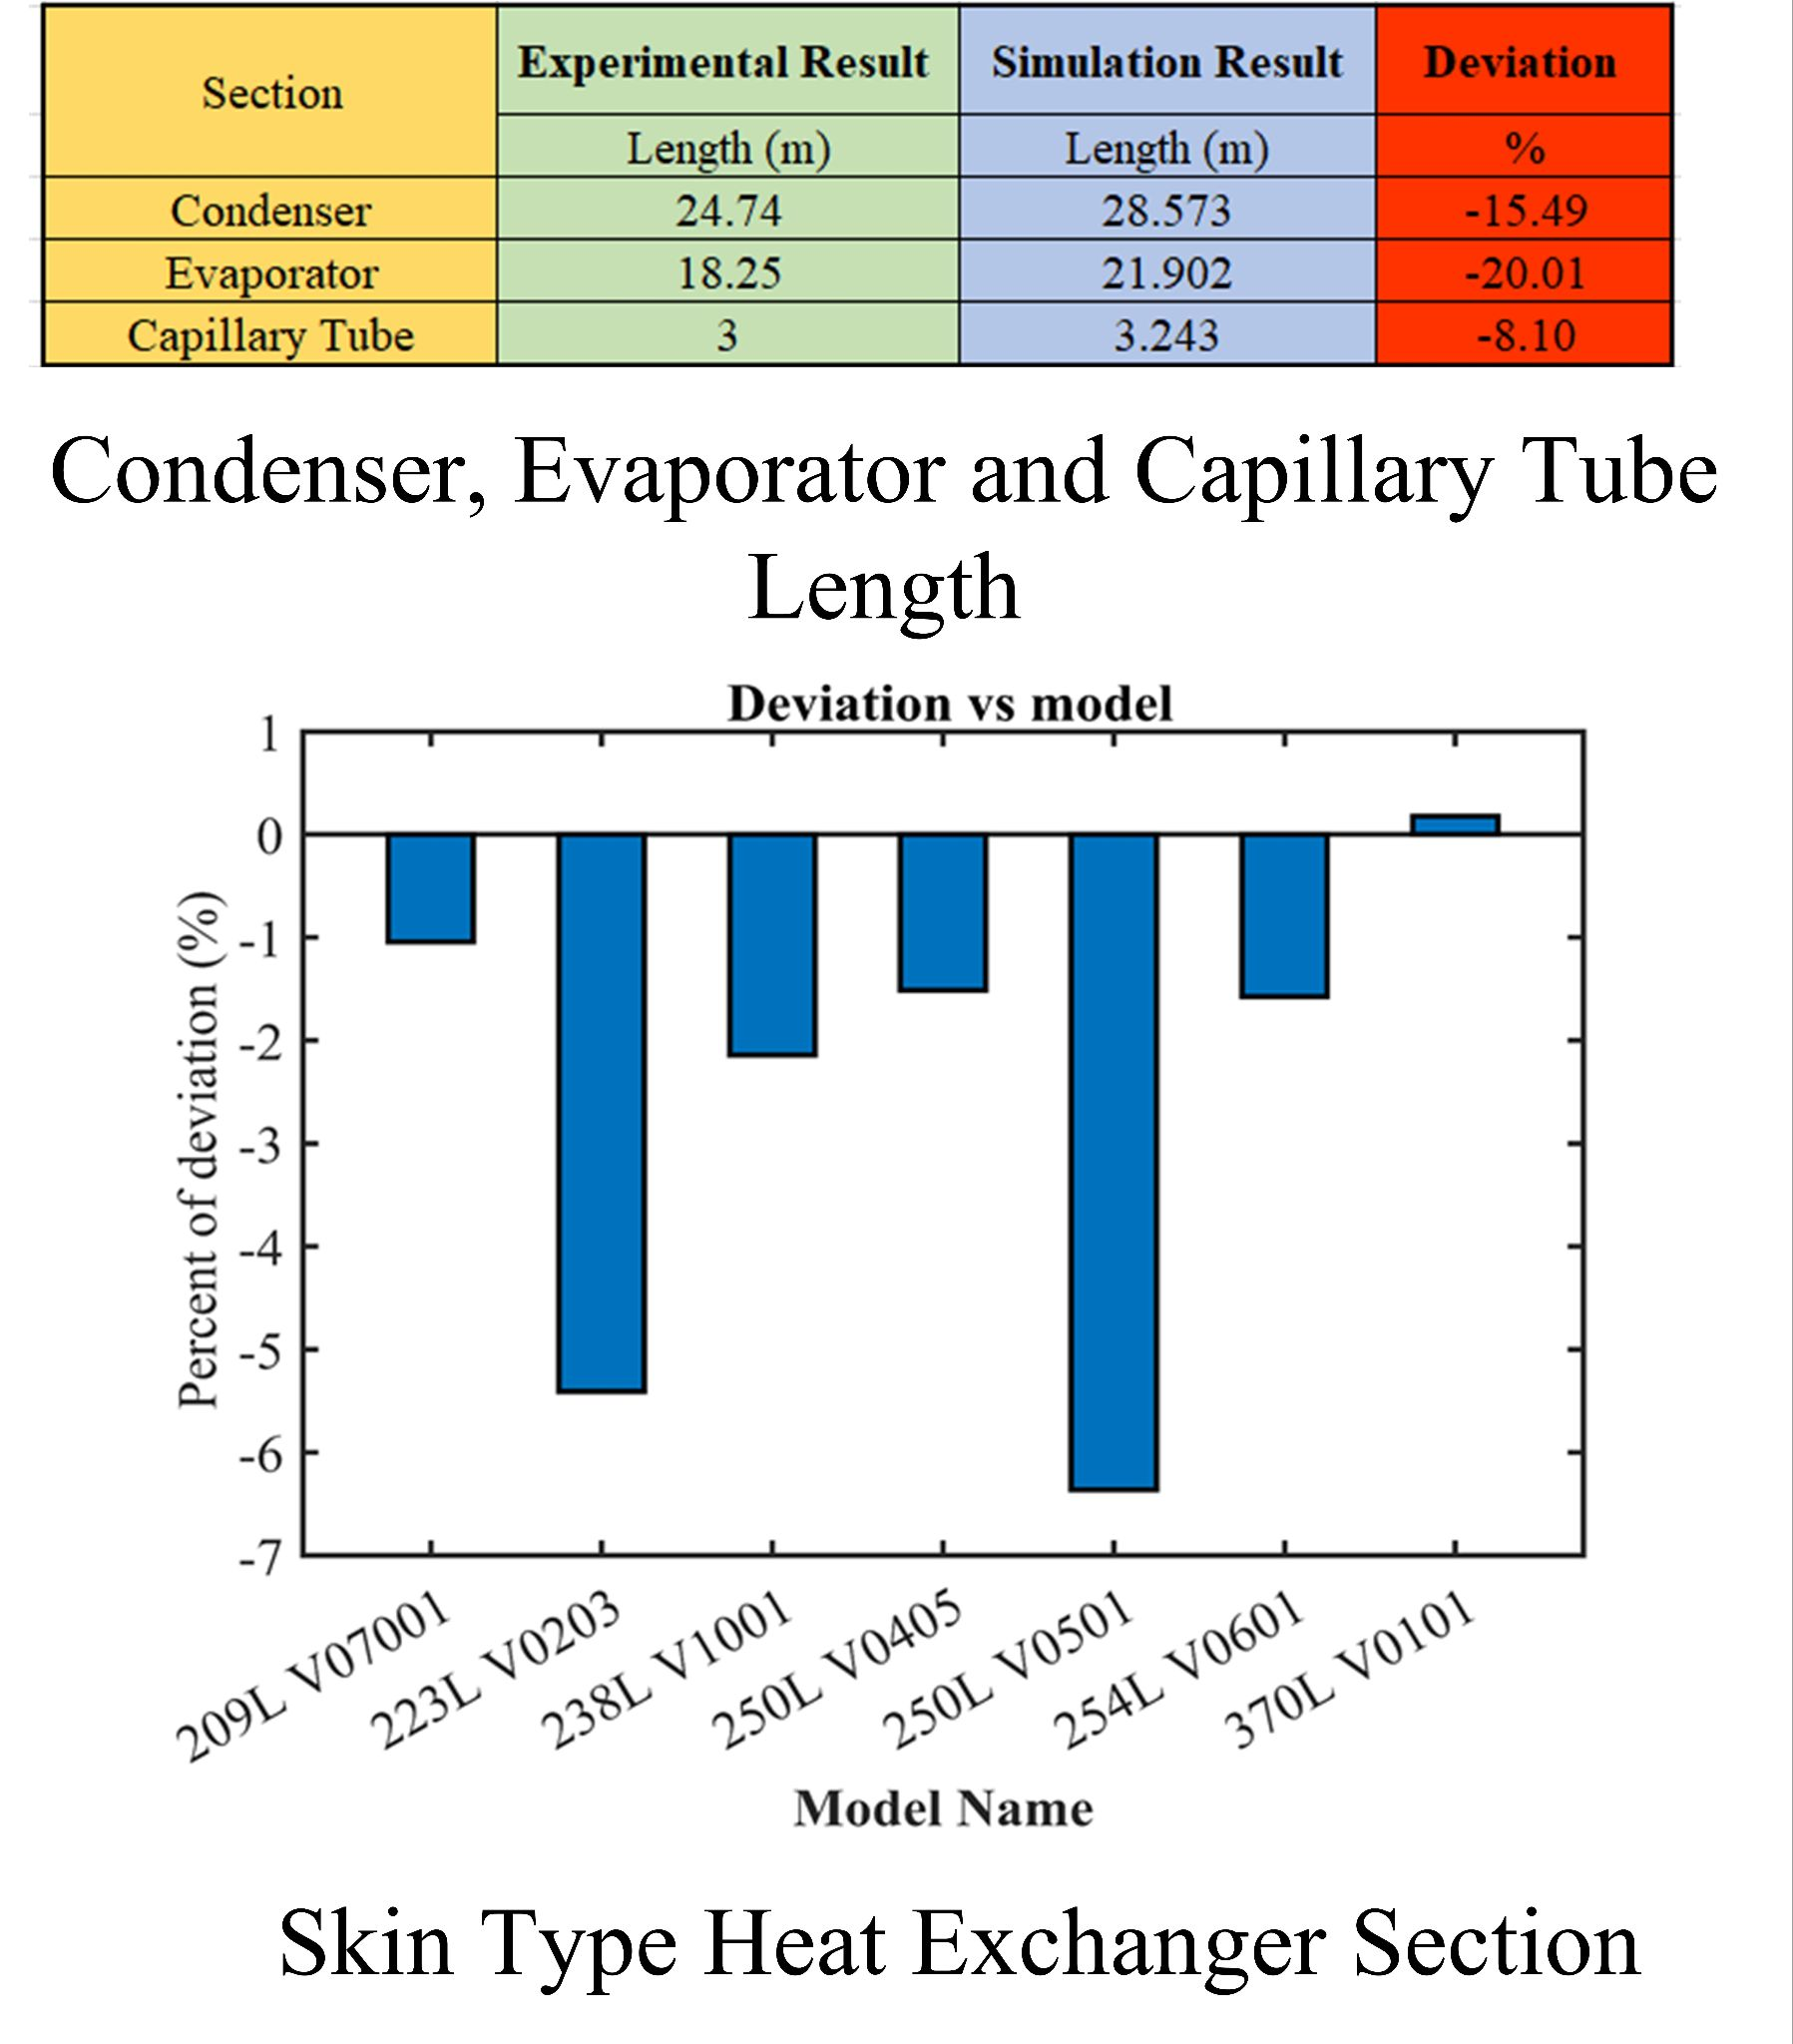 Section Experimental Result Simulation Result Deviation
Length (m) Length (m) %
Condenser 24.74 28.573 -15.49
Evaporator 18.25 21.902 -20.01
Capillary Tube 3 3.243 -8.10
Condenser, Evaporator and Capillary Tube
Length
Deviation vs model
1
0
-1
-2
-3
-4
-5
-6
-7
Percent of deviation (%)
209L V07001
223L V0203
238L V1001
250L V0405
250L V0501
254L V0601
370L V0101
Model Name
Skin Type Heat Exchanger Section